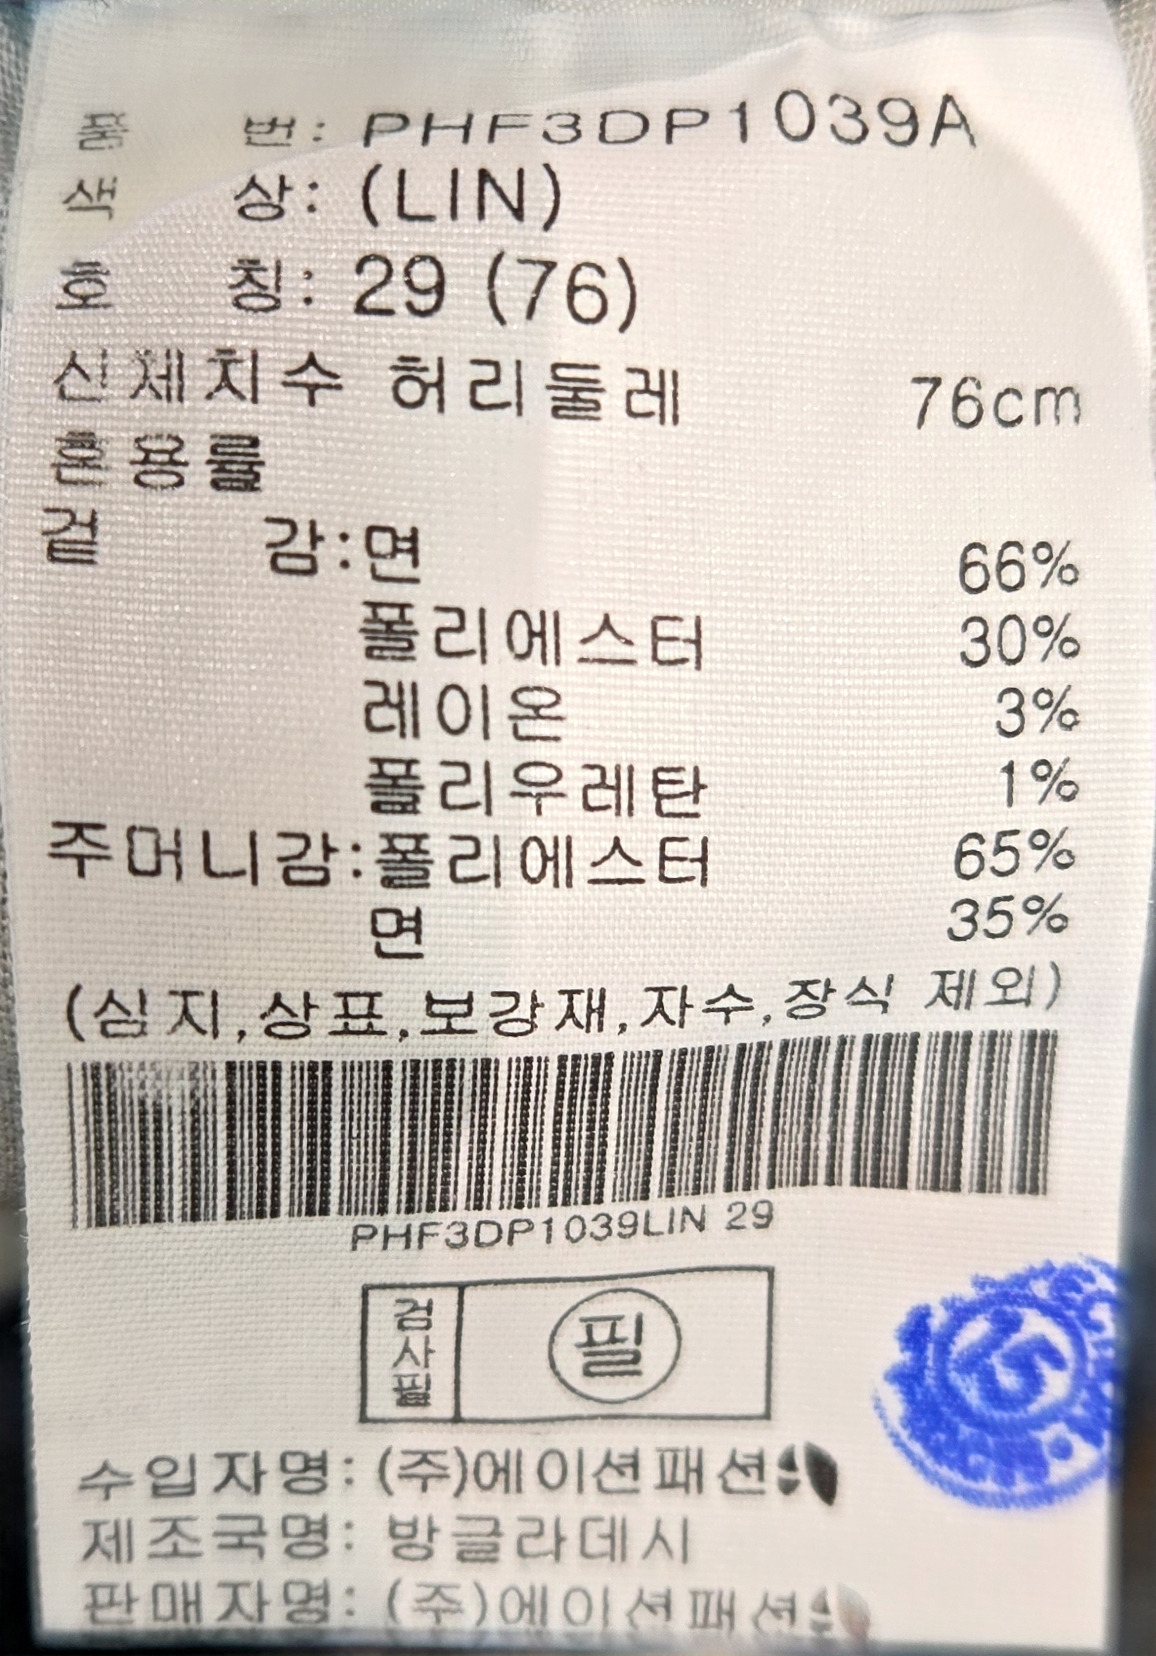 품 번: PHF3DP1039A
색 상: (LIN)
호 칭: 29 (76)
신체치수 허리둘레 76cm
혼용률
겉 감:면 66%
폴리에스터 30%
레이온 3%
폴리우레탄 1%
주머니감:폴리에스터 65%
면 35%
(심지,상표,보강재,자수,장식 제외)
PHF3DP1039LIN 29
검사필 필
수입자명: (주)에이션패션
제조국명: 방글라데시
판매자명: (주)에이션패션